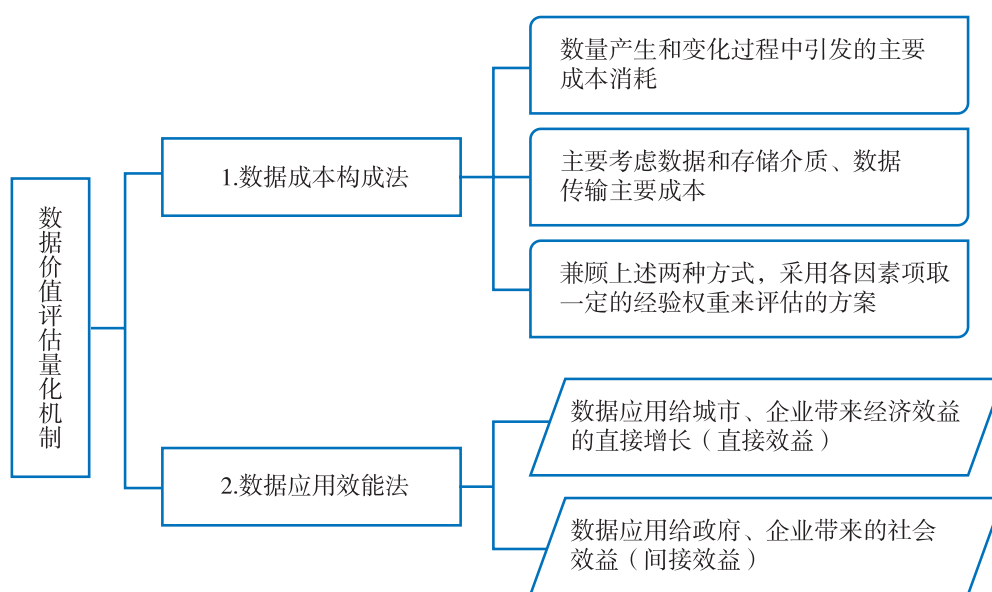 数据价值评估量化机制
1.数据成本构成法
数量产生和变化过程中引发的主要
成本消耗
主要考虑数据和存储介质、数据
传输主要成本
兼顾上述两种方式，采用各因素项取
一定的经验权重来评估的方案
2.数据应用效能法
数据应用给城市、企业带来经济效益
的直接增长（直接效益）
数据应用给政府、企业带来的社会
效益（间接效益）